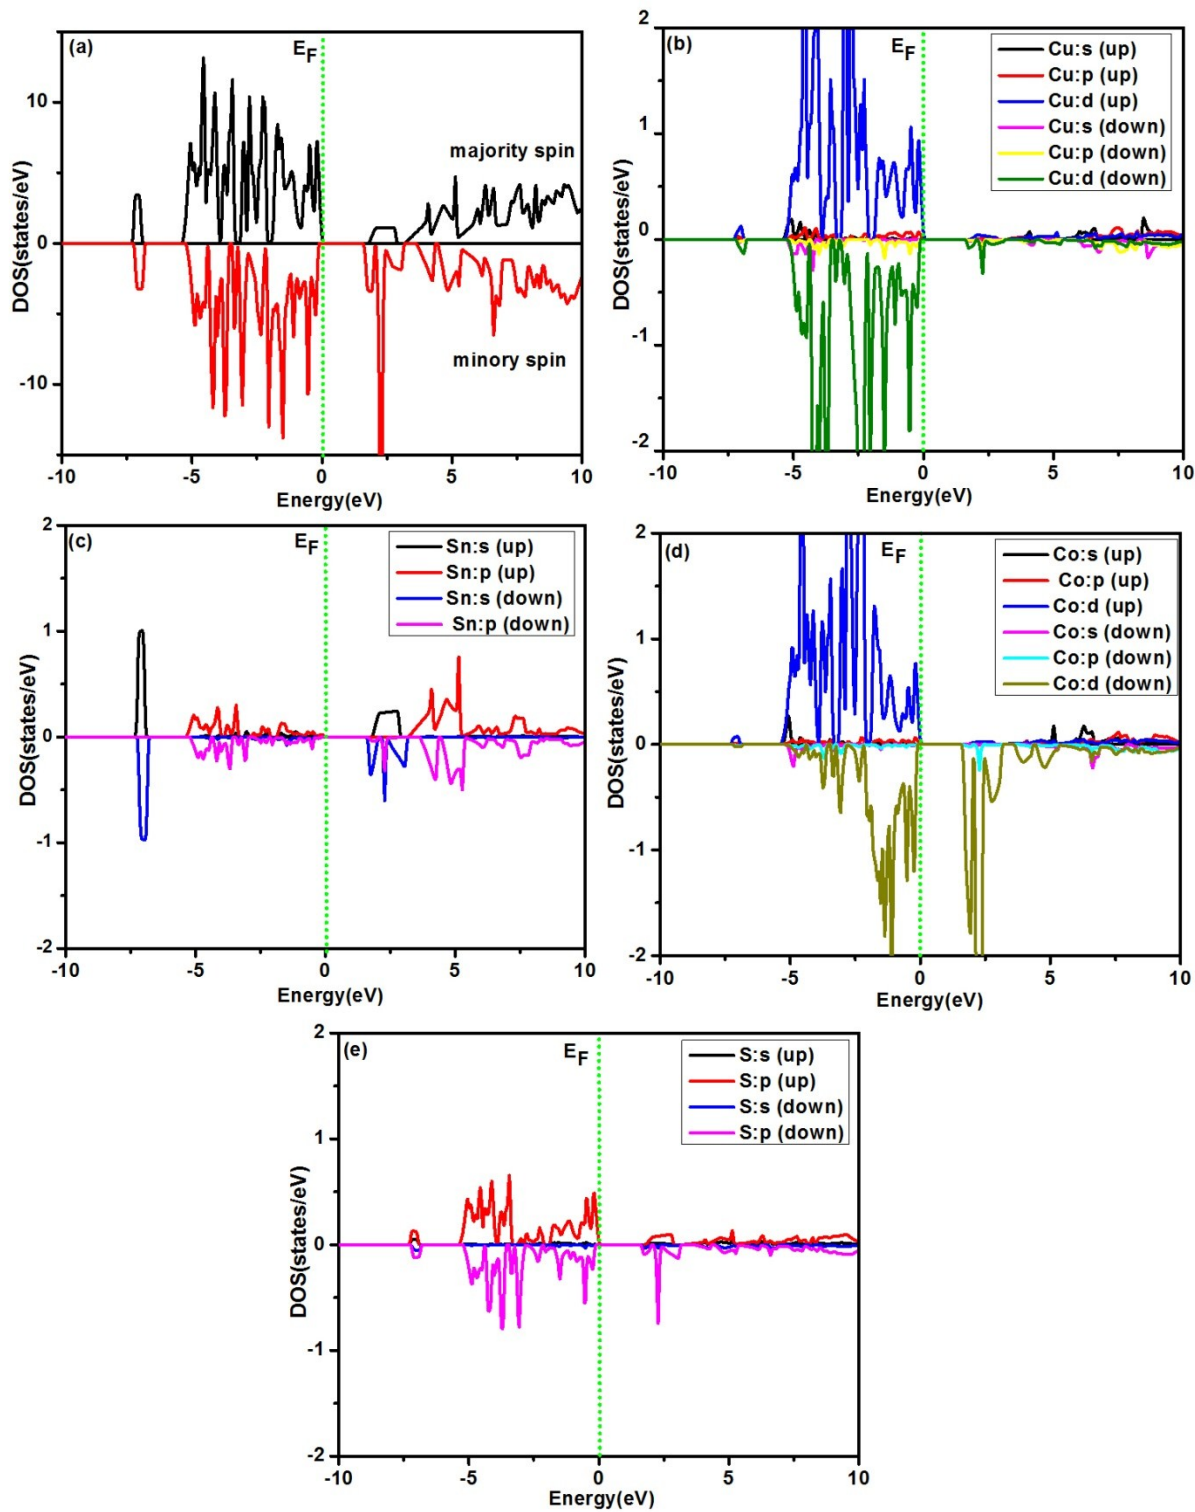 (a)
E_F
10
majority spin
0
DOS(states/eV)
minory spin
-10
-10
-5
0
5
10
Energy(eV)
2
(b)
E_F
Cu:s (up)
Cu:p (up)
Cu:d (up)
Cu:s (down)
Cu:p (down)
Cu:d (down)
1
0
DOS(states/eV)
-1
-2
-10
-5
0
5
10
Energy(eV)
2
(c)
E_F
Sn:s (up)
Sn:p (up)
Sn:s (down)
Sn:p (down)
1
0
DOS(states/eV)
-1
-2
-10
-5
0
5
10
Energy(eV)
2
(d)
E_F
Co:s (up)
Co:p (up)
Co:d (up)
Co:s (down)
Co:p (down)
Co:d (down)
1
0
DOS(states/eV)
-1
-2
-10
-5
0
5
10
Energy(eV)
2
(e)
E_F
S:s (up)
S:p (up)
S:s (down)
S:p (down)
1
0
DOS(states/eV)
-1
-2
-10
-5
0
5
10
Energy(eV)